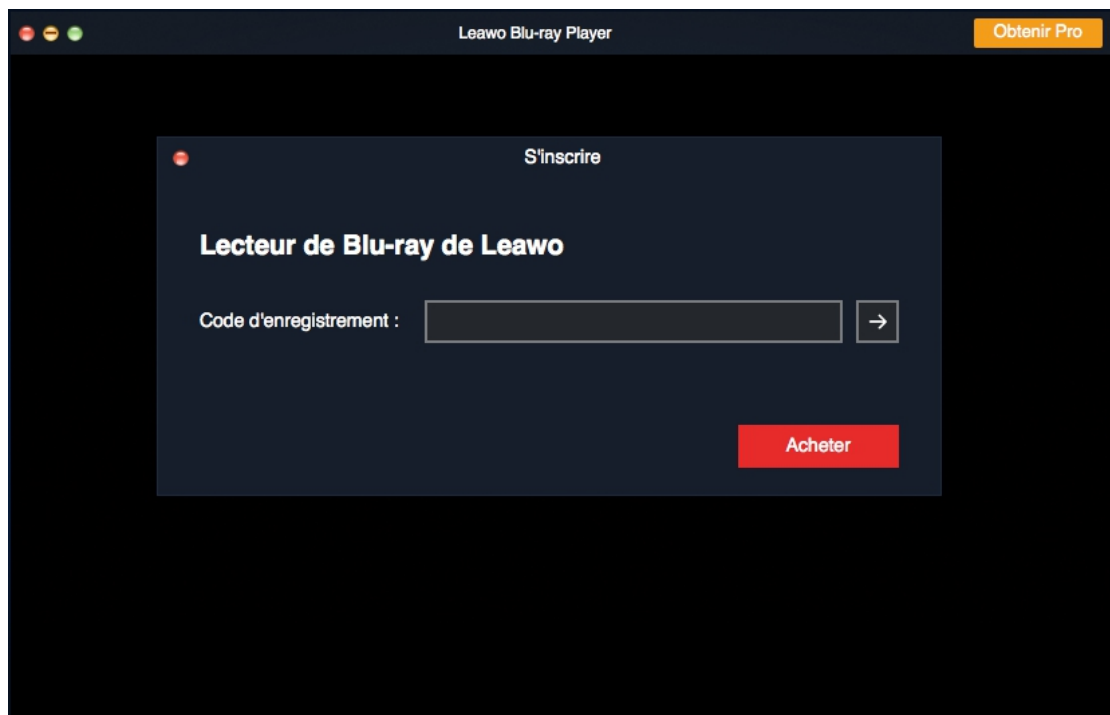 Leawo Blu-ray Player
Obtenir Pro
S'inscrire
Lecteur de Blu-ray de Leawo
Code d'enregistrement :
Acheter